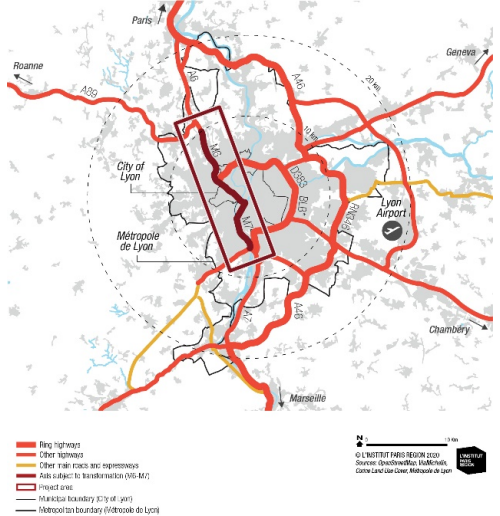 Paris
Roanne
Geneva
A89
A6
A46
20 km
10 km
M6
City of
Lyon
D383
BLB*
RN346
Lyon
Airport
M7
Métropole
de Lyon
A7
A46
Chambéry
Marseille
Ring highways
Other highways
Other main roads and expressways
Axis subject to transformation (M6-M7)
Project area
Municipal boundary (City of Lyon)
Metropolitan boundary (Métropole de Lyon)
N
0 10 Km
© L'INSTITUT PARIS REGION 2020
Sources: OpenStreetMap, ViaMichelin,
Corine Land Use Cover, Métropole de Lyon
L'INSTITUT
PARIS
REGION